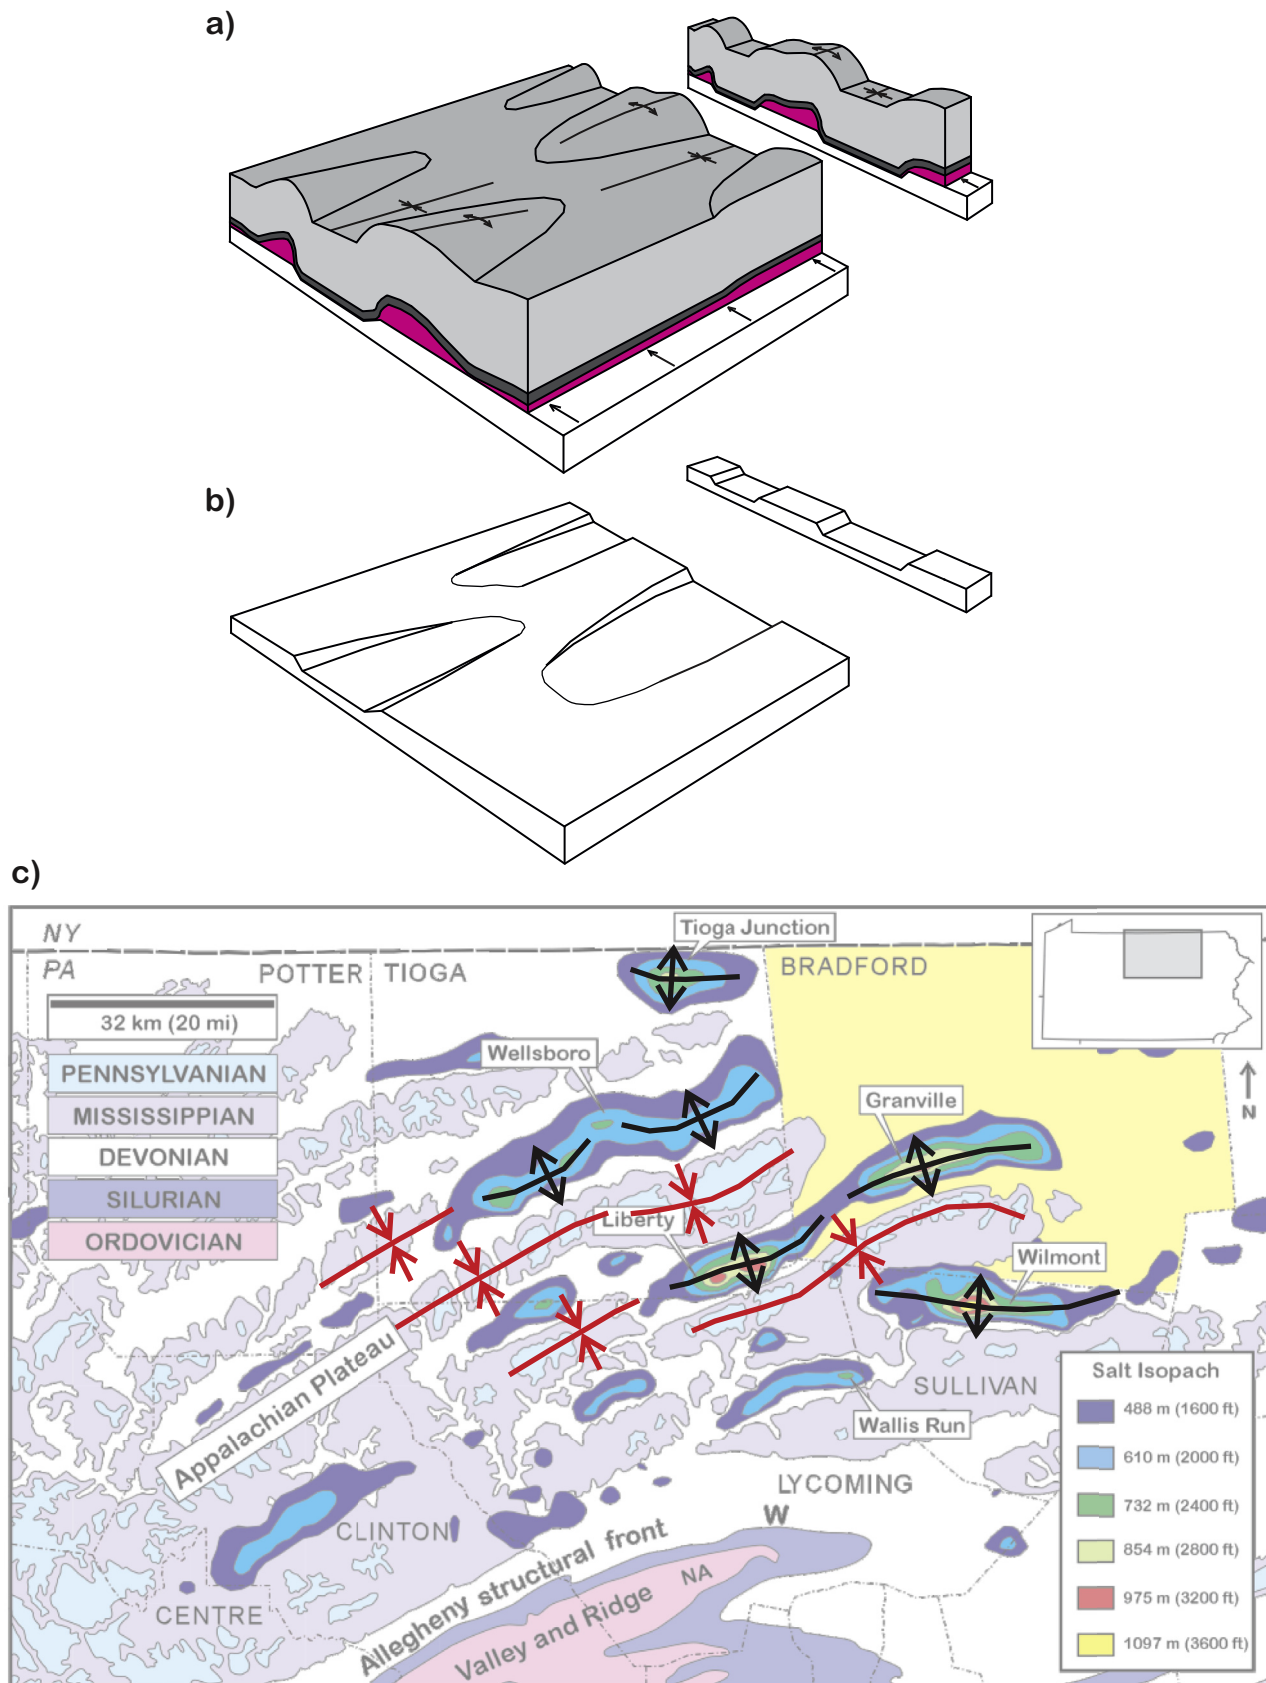 a)
b)
c)
NY
PA
POTTER
TIOGA
Tioga Junction
BRADFORD
32 km (20 mi)
PENNSYLVANIAN
MISSISSIPPIAN
DEVONIAN
SILURIAN
ORDOVICIAN
Wellsboro
Granville
N
Liberty
Wilmont
Appalachian Plateau
SULLIVAN
Wallis Run
LYCOMING
W
CLINTON
CENTRE
Allegheny structural front
Valley and Ridge
NA
Salt Isopach
488 m (1600 ft)
610 m (2000 ft)
732 m (2400 ft)
854 m (2800 ft)
975 m (3200 ft)
1097 m (3600 ft)